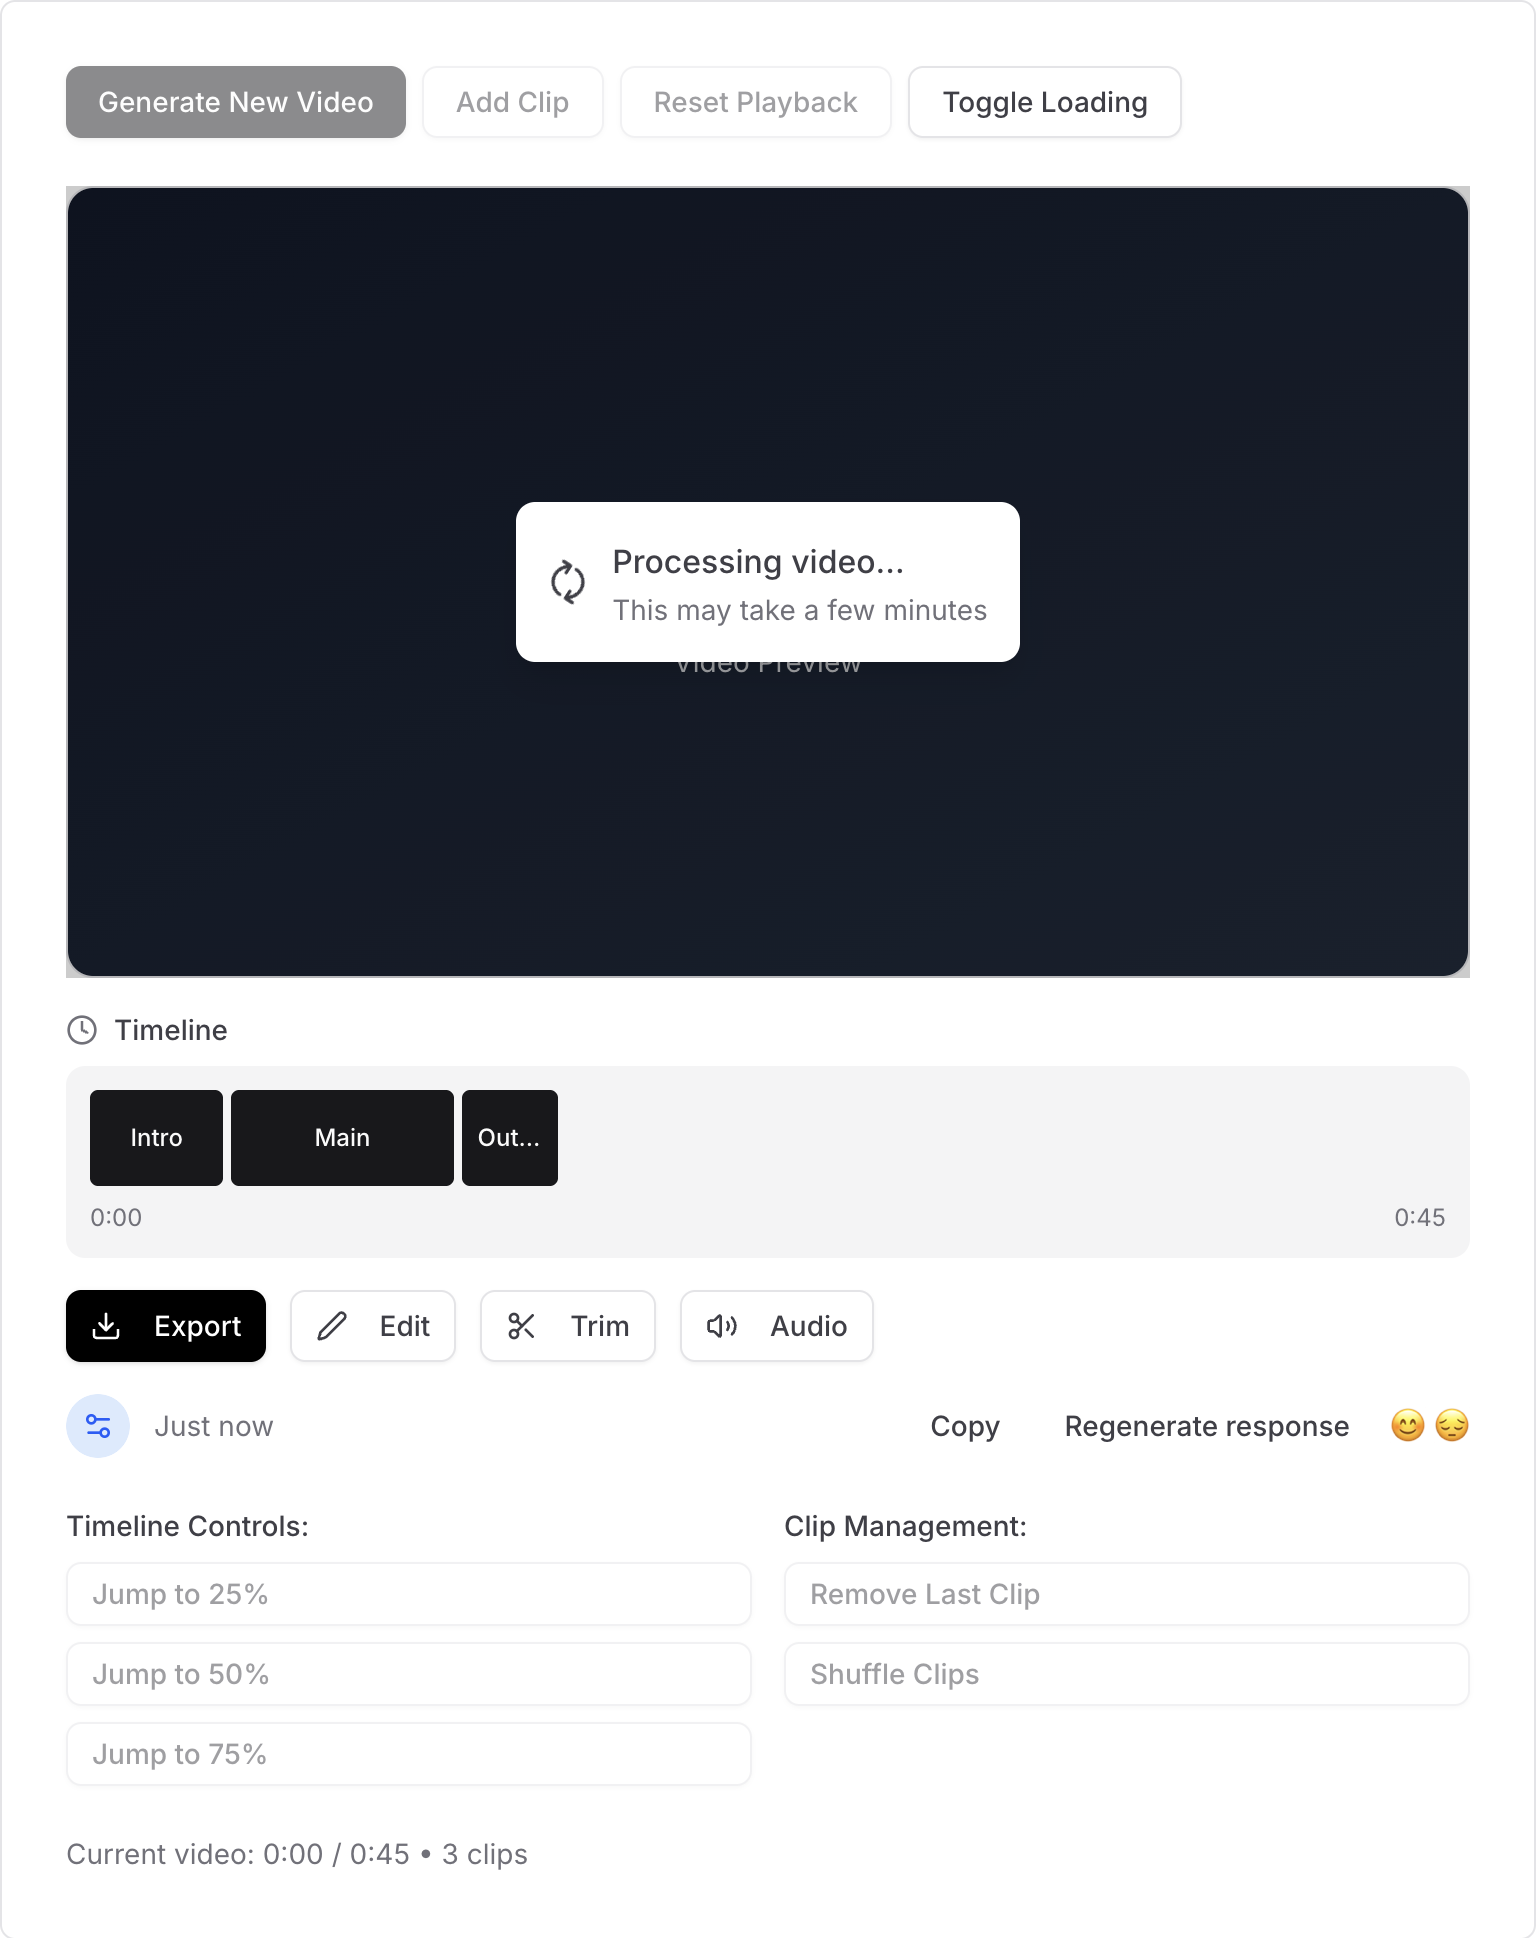 Generate New Video Add Clip Reset Playback Toggle Loading
Processing video...
This may take a few minutes
Video Preview
Timeline
Intro Main Out...
0:00 0:45
Export Edit Trim Audio
Just now Copy Regenerate response 😊 😔
Timeline Controls: Clip Management:
Jump to 25% Remove Last Clip
Jump to 50% Shuffle Clips
Jump to 75%
Current video: 0:00 / 0:45 • 3 clips